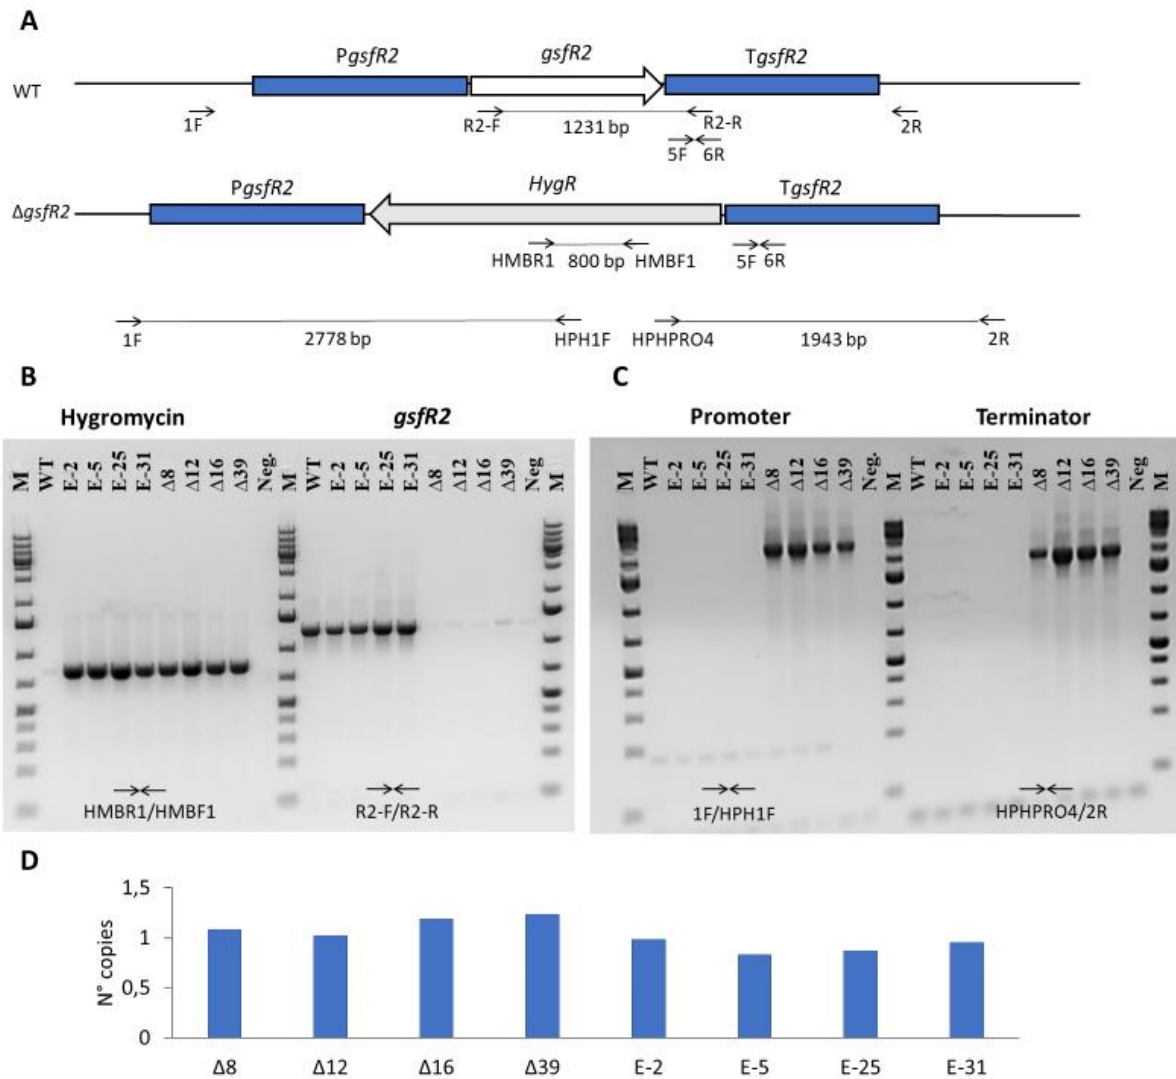 A
PgsfR2 gsfR2 TgsfR2
WT
1F R2-F 1231 bp R2-R 2R
5F 6R
PgsfR2 HygR TgsfR2
ΔgsfR2
HMBR1 800 bp HMBF1 5F 6R
1F 2778 bp HPH1F HPHPRO4 1943 bp 2R
B
Hygromycin gsfR2
M WT E-2 E-5 E-25 E-31 Δ8 Δ12 Δ16 Δ39 Neg. M WT E-2 E-5 E-25 E-31 Δ8 Δ12 Δ16 Δ39 Neg M
HMBR1/HMBF1 R2-F/R2-R
C
Promoter Terminator
M WT E-2 E-5 E-25 E-31 Δ8 Δ12 Δ16 Δ39 Neg. M WT E-2 E-5 E-25 E-31 Δ8 Δ12 Δ16 Δ39 Neg M
1F/HPH1F HPHPRO4/2R
D
N° copies
1,5
1
0,5
0
Δ8 Δ12 Δ16 Δ39 E-2 E-5 E-25 E-31